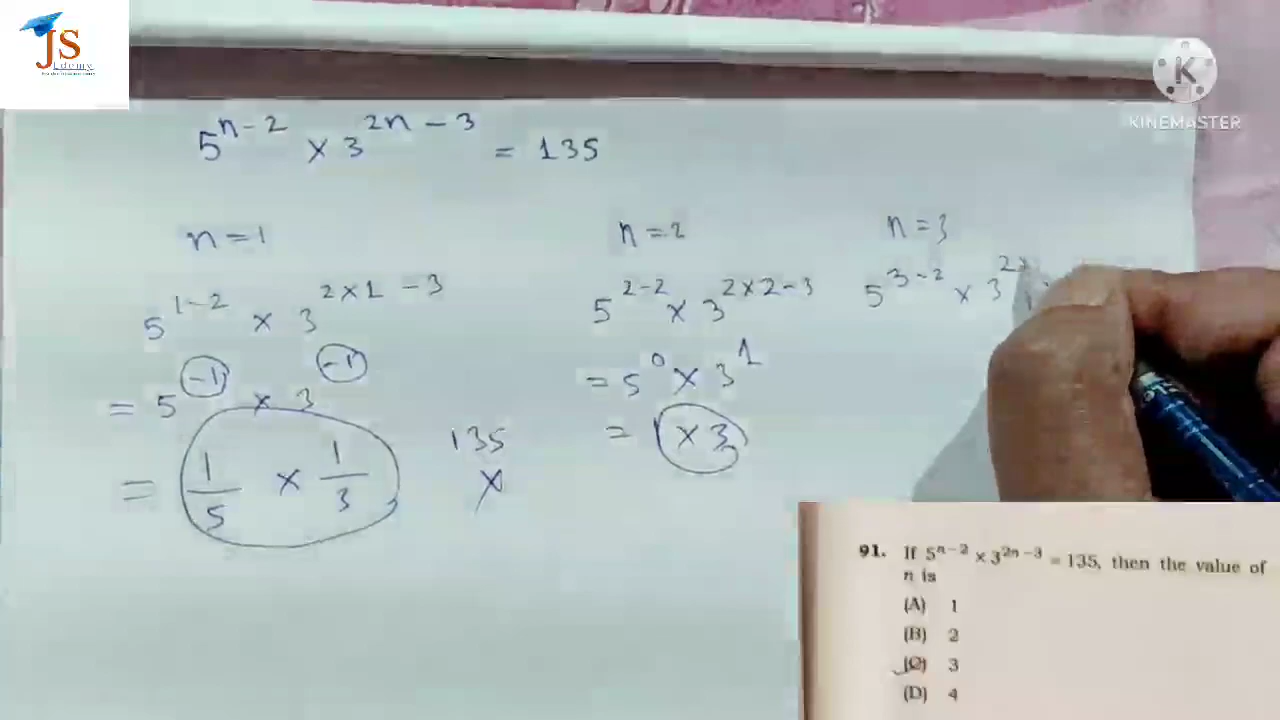 JS
KINEMASTER
5^{n-2} × 3^{2n-3} = 135
n = 1
5^{1-2} × 3^{2×1-3}
= 5^{-1} × 3^{-1}
= 1/5 × 1/3
135
×
n = 2
5^{2-2} × 3^{2×2-3}
= 5^0 × 3^1
= 1 × 3
n = 3
5^{3-2} × 3^{2×
91. If 5^{n-2} × 3^{2n-3} = 135, then the value of
n is
(A) 1
(B) 2
(C) 3
(D) 4